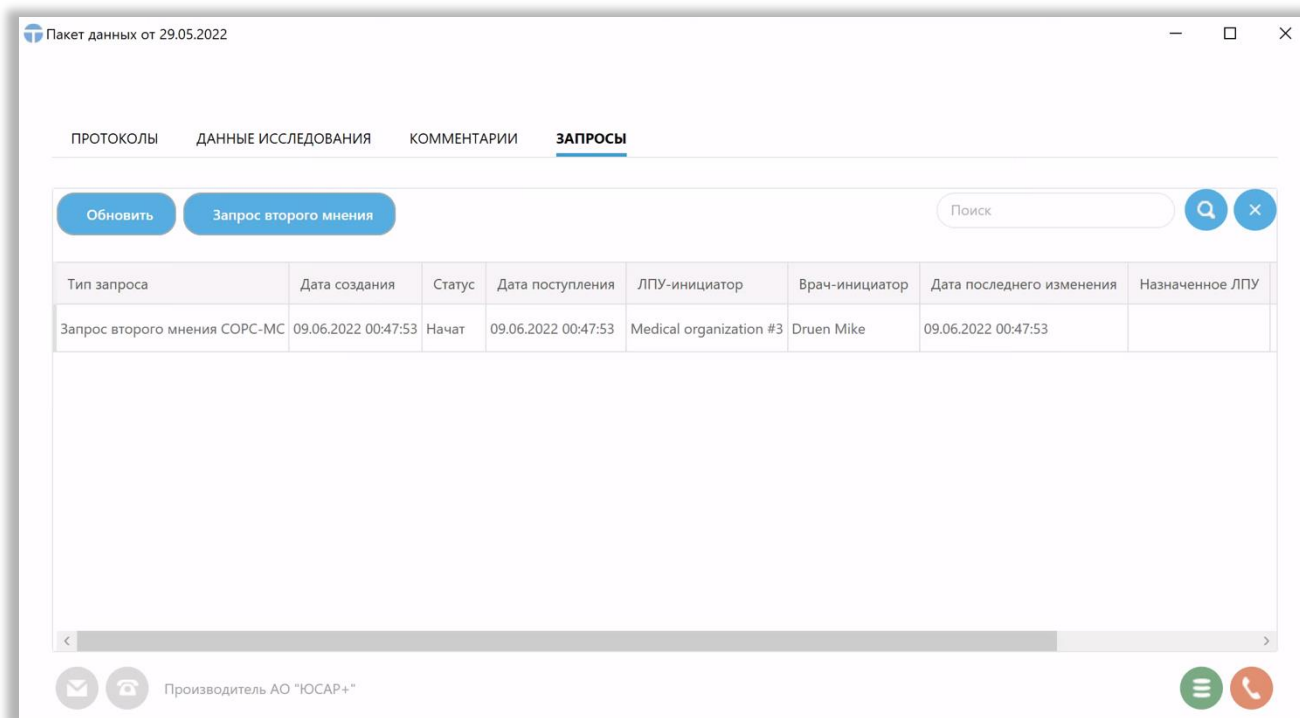 Пакет данных от 29.05.2022
ПРОТОКОЛЫ ДАННЫЕ ИССЛЕДОВАНИЯ КОММЕНТАРИИ ЗАПРОСЫ
Обновить Запрос второго мнения Поиск
Тип запроса Дата создания Статус Дата поступления ЛПУ-инициатор Врач-инициатор Дата последнего изменения Назначенное ЛПУ
Запрос второго мнения СОРС-МС 09.06.2022 00:47:53 Начат 09.06.2022 00:47:53 Medical organization #3 Druen Mike 09.06.2022 00:47:53
Производитель АО "ЮСАР+"